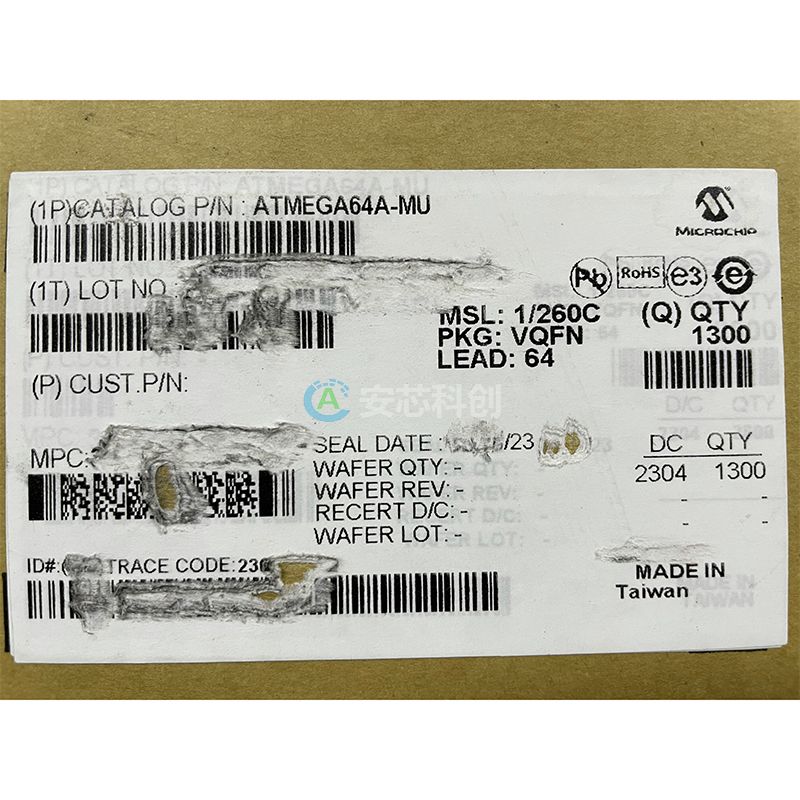 (1P)CATALOG P/N : ATMEGA64A-MU
MICROCHIP
(1T) LOT NO
Pb RoHS e3 e
MSL: 1/260C
PKG: VQFN
LEAD: 64
(Q) QTY
1300
(P) CUST.P/N:
安芯科创
MPC:
SEAL DATE : /23
WAFER QTY: -
WAFER REV: -
RECERT D/C: -
WAFER LOT: -
DC QTY
2304 1300
- -
- -
ID#:( TRACE CODE:23
MADE IN
Taiwan